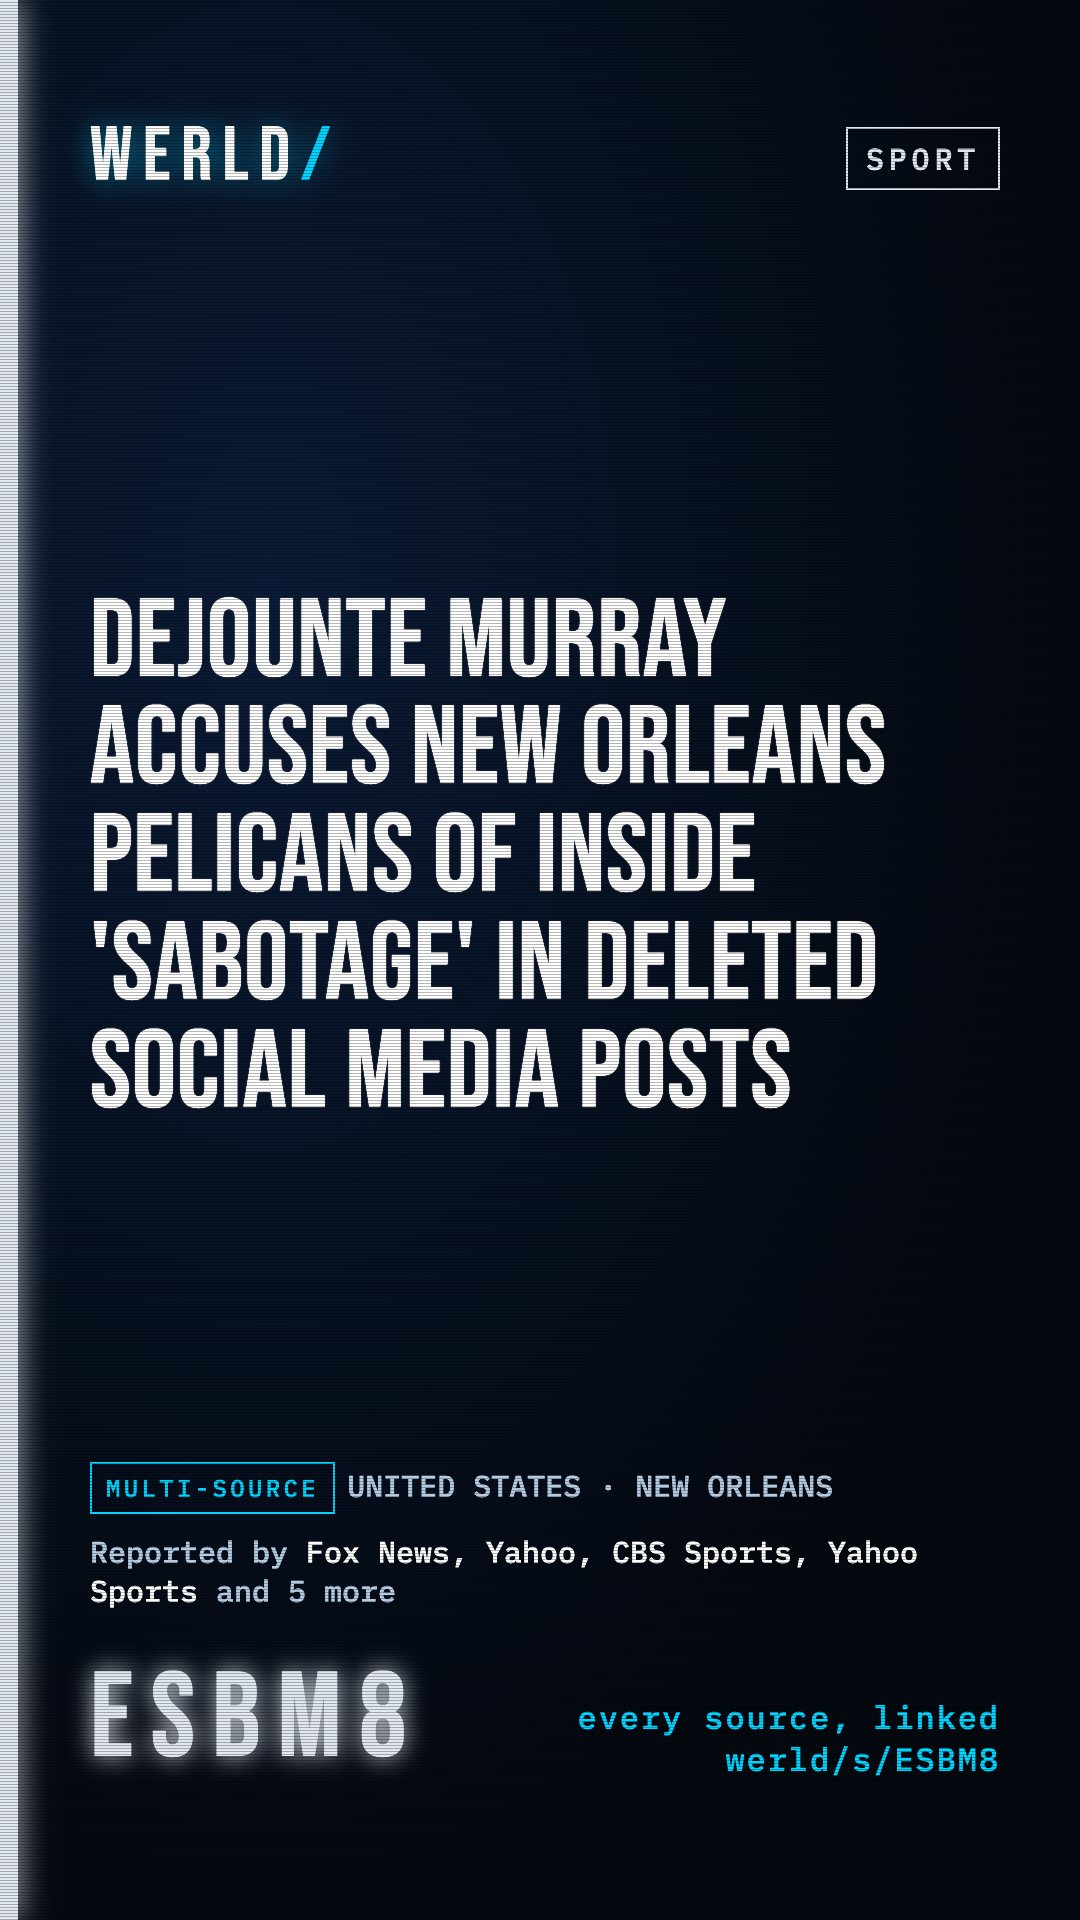 WERLD/
SPORT
DEJOUNTE MURRAY
ACCUSES NEW ORLEANS
PELICANS OF INSIDE
'SABOTAGE' IN DELETED
SOCIAL MEDIA POSTS
MULTI-SOURCE UNITED STATES · NEW ORLEANS
Reported by Fox News, Yahoo, CBS Sports, Yahoo
Sports and 5 more
ESBM8
every source, linked
werld/s/ESBM8